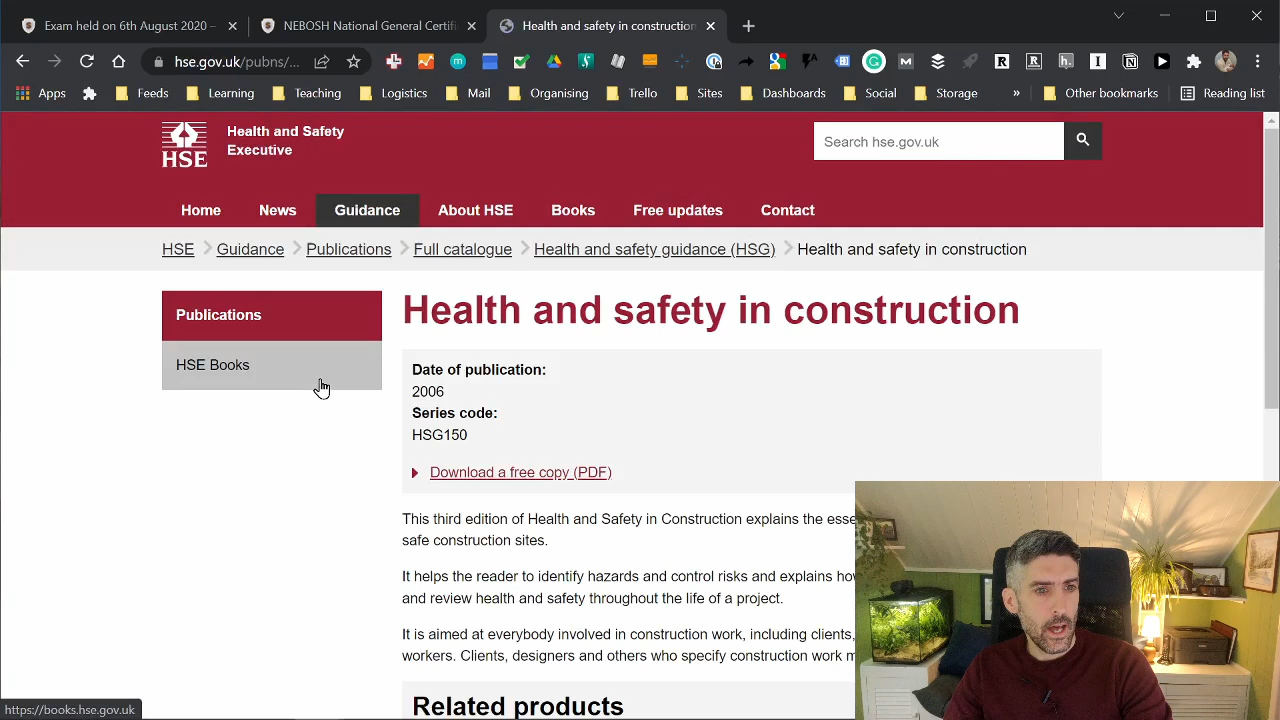 Exam held on 6th August 2020 –
NEBOSH National General Certifi
Health and safety in construction
hse.gov.uk/pubns/...
Apps
Feeds
Learning
Teaching
Logistics
Mail
Organising
Trello
Sites
Dashboards
Social
Storage
»
Other bookmarks
Reading list
HSE
Health and Safety
Executive
Search hse.gov.uk
Home
News
Guidance
About HSE
Books
Free updates
Contact
HSE
Guidance
Publications
Full catalogue
Health and safety guidance (HSG)
Health and safety in construction
Publications
HSE Books
Health and safety in construction
Date of publication:
2006
Series code:
HSG150
Download a free copy (PDF)
This third edition of Health and Safety in Construction explains the esse
safe construction sites.
It helps the reader to identify hazards and control risks and explains how
and review health and safety throughout the life of a project.
It is aimed at everybody involved in construction work, including clients,
workers. Clients, designers and others who specify construction work m
Related products
https://books.hse.gov.uk